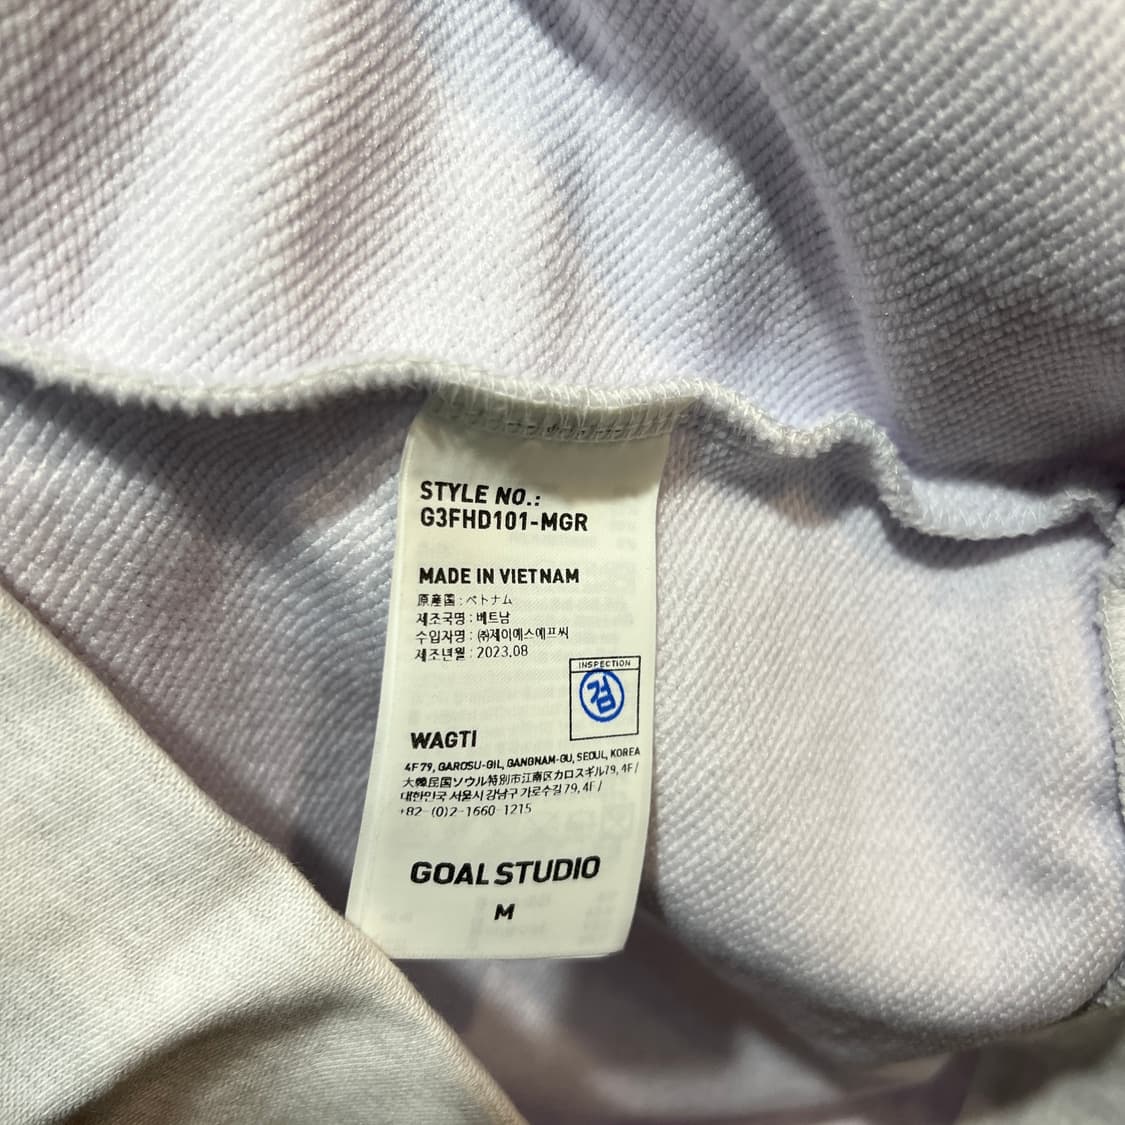 STYLE NO.:
G3FHD101-MGR
MADE IN VIETNAM
原産国 : ベトナム
제조국명 : 베트남
수입자명 : ㈜제이에스에프씨
제조년월 : 2023.08
INSPECTION
검
WAGTI
4F 79, GAROSU-GIL, GANGNAM-GU, SEOUL, KOREA
大韓民国ソウル特別市江南区カロスギル79, 4F /
대한민국 서울시 강남구 가로수길 79, 4F /
+82-(0)2-1660-1215
GOAL STUDIO
M